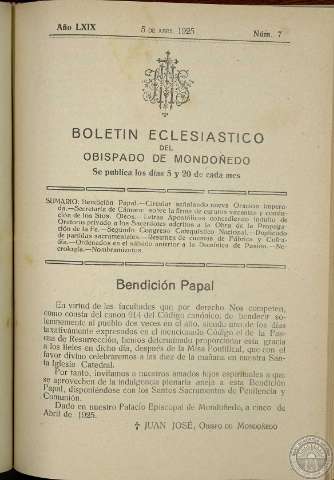 Año LXIX 5 DE ABRIL 1925 Núm. 7
BOLETIN ECLESIASTICO
DEL
OBISPADO DE MONDOÑEDO
Se publica los días 5 y 20 de cada mes
SUMARIO: Bendición Papal.—Circular señalando nueva Oración impera-
da.—Secretaría de Cámara: sobre la firma de curatos vacantes y confec-
ción de los Stos. Oleos.—Letras Apostólicas concediendo indulto de
Oratorio privado a los Sacerdotes adscritos a la Obra de la Propaga-
ción de la Fe.—Segundo Congreso Catequístico Nacional.—Duplicado
de partidas sacramentales.—Resumen de cuentas de Fábrica y Cofra-
día.—Ordenados en el sábado anterior a la Dominica de Pasión.—Ne-
crología.—Nombramientos.
Bendición Papal
En virtud de las facultades que por derecho Nos competen,
como consta del canon 914 del Código canónico, de bendecir so-
lemnemente al pueblo dos veces en el año, siendo uno de los días
taxativamente expresados en el mencionado Código el de la Pas-
cua de Resurrección, hemos determinado proporcionar esta gracia
a los fieles en dicho día, después de la Misa Pontifical, que con el
favor divino celebraremos a las diez de la mañana en nuestra San-
ta Iglesia Catedral.
Por tanto, invitamos a nuestros amados hijos espirituales a que
se aprovechen de la indulgencia plenaria aneja a esta Bendición
Papal, disponiéndose con los Santos Sacramentos de Penitencia y
Comunión.
Dado en nuestro Palacio Episcopal de Mondoñedo, a cinco de
Abril de 1925.
† JUAN JOSÉ, OBISPO DE MONDOÑEDO